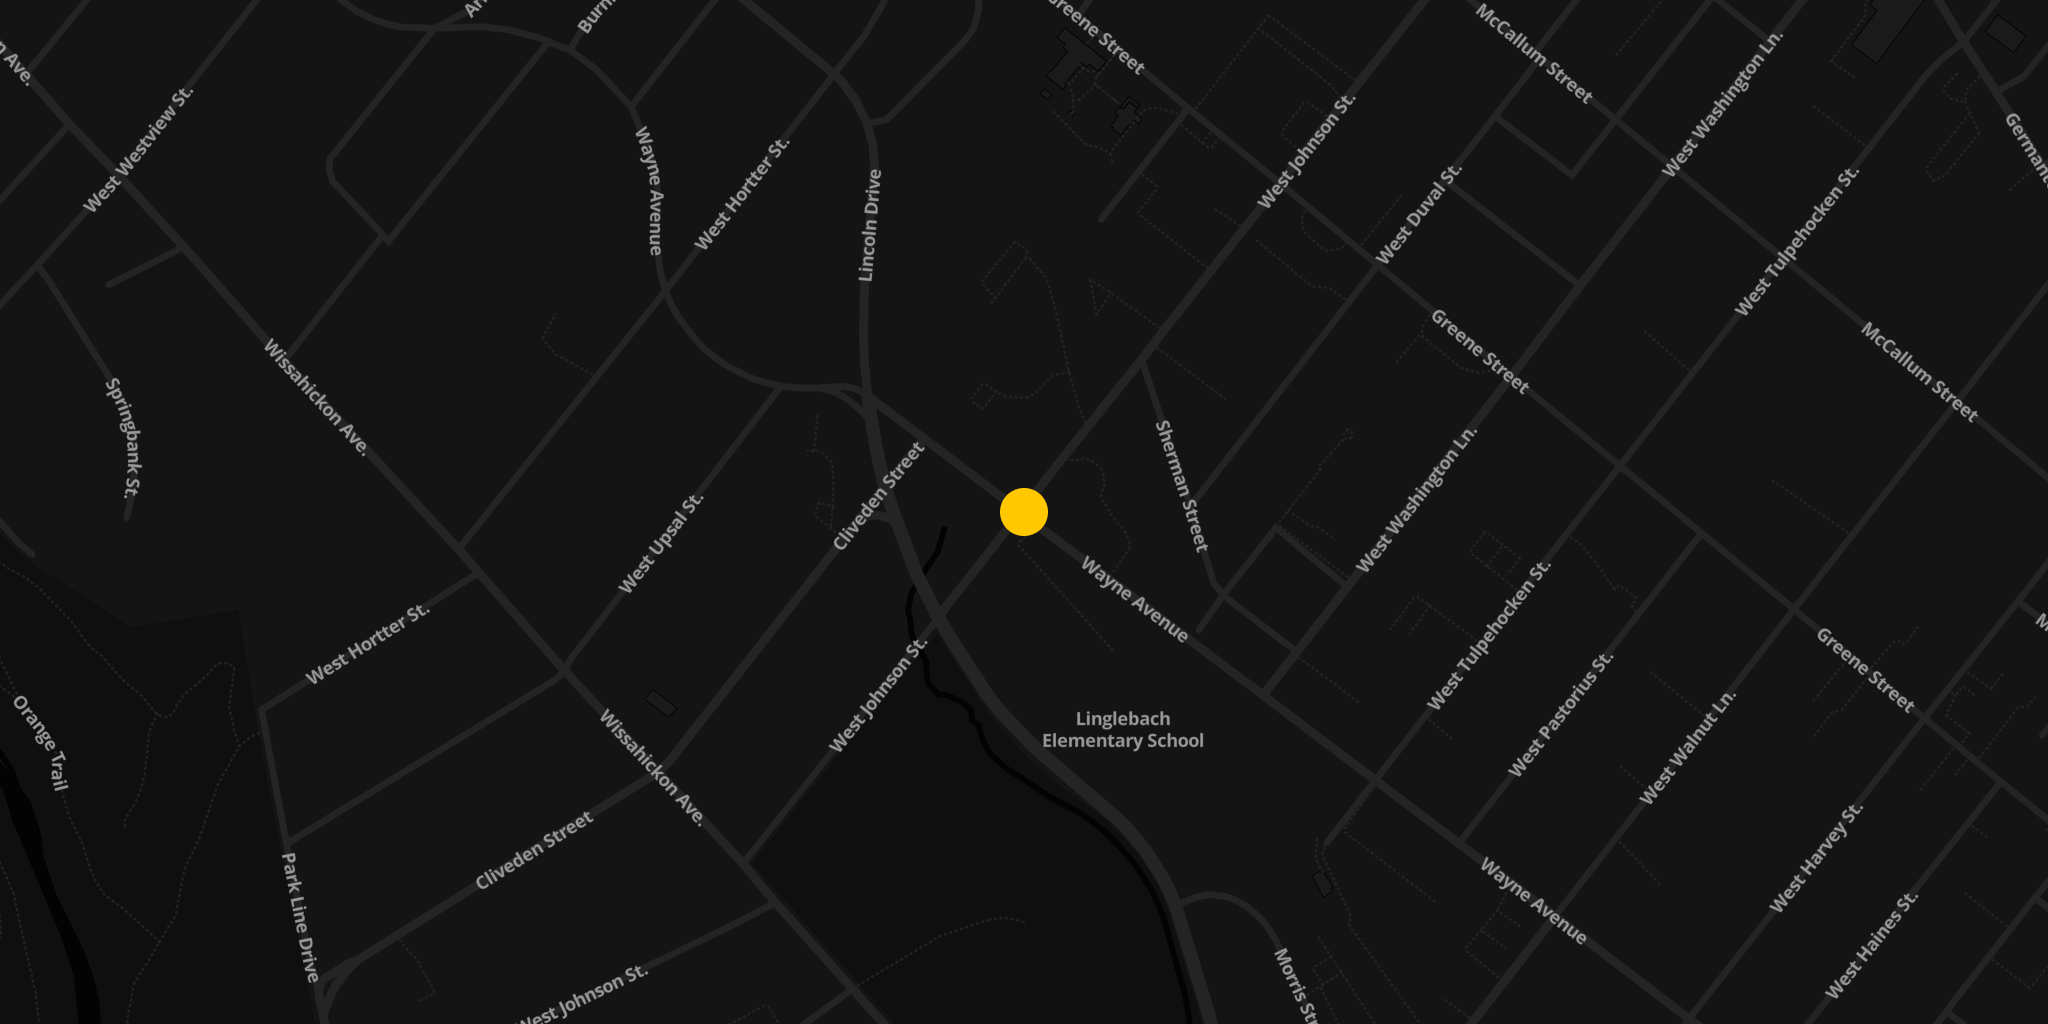 Greene Street
McCallum Street
West Washington Ln.
West Westview St.
Ave.
Wayne Avenue
West Hortter St.
Lincoln Drive
West Johnson St.
West Duval St.
West Tulpehocken St.
Wissahickon Ave.
Springbank St.
Greene Street
McCallum Street
Sherman Street
West Washington Ln.
Cliveden Street
West Upsal St.
West Hortter St.
Wayne Avenue
West Tulpehocken St.
West Johnson St.
Linglebach
Elementary School
West Pastorius St.
West Walnut Ln.
Greene Street
Orange Trail
Wissahickon Ave.
Cliveden Street
Park Line Drive
West Harvey St.
Wayne Avenue
West Haines St.
West Johnson St.
Morris